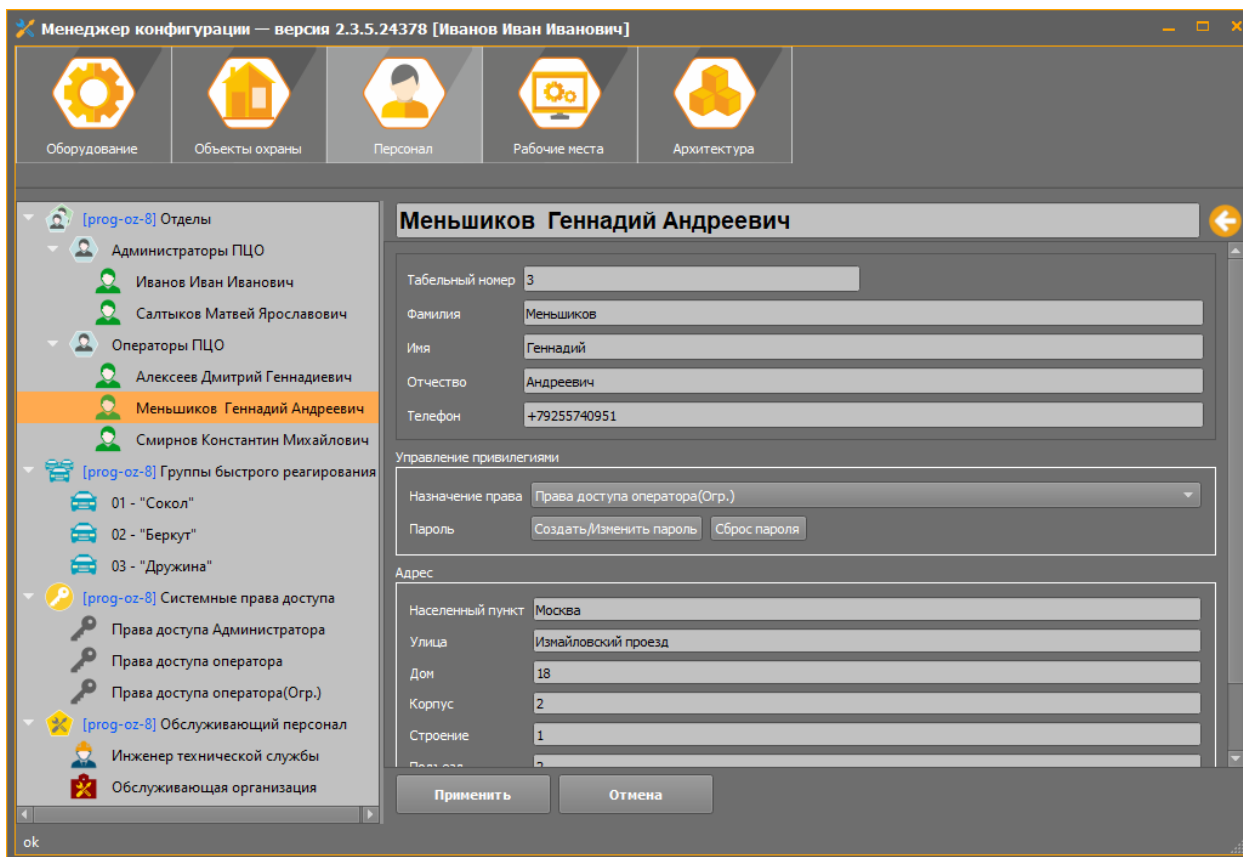 Менеджер конфигурации — версия 2.3.5.24378 [Иванов Иван Иванович]
Оборудование
Объекты охраны
Персонал
Рабочие места
Архитектура
[prog-oz-8] Отделы
Администраторы ПЦО
Иванов Иван Иванович
Салтыков Матвей Ярославович
Операторы ПЦО
Алексеев Дмитрий Геннадиевич
Меньшиков  Геннадий Андреевич
Смирнов Константин Михайлович
[prog-oz-8] Группы быстрого реагирования
01 - "Сокол"
02 - "Беркут"
03 - "Дружина"
[prog-oz-8] Системные права доступа
Права доступа Администратора
Права доступа оператора
Права доступа оператора(Огр.)
[prog-oz-8] Обслуживающий персонал
Инженер технической службы
Обслуживающая организация
Меньшиков  Геннадий Андреевич
Табельный номер 3
Фамилия Меньшиков
Имя Геннадий
Отчество Андреевич
Телефон +79255740951
Управление привилегиями
Назначение права Права доступа оператора(Огр.)
Пароль Создать/Изменить пароль Сброс пароля
Адрес
Населенный пункт Москва
Улица Измайловский проезд
Дом 18
Корпус 2
Строение 1
Применить Отмена
ok